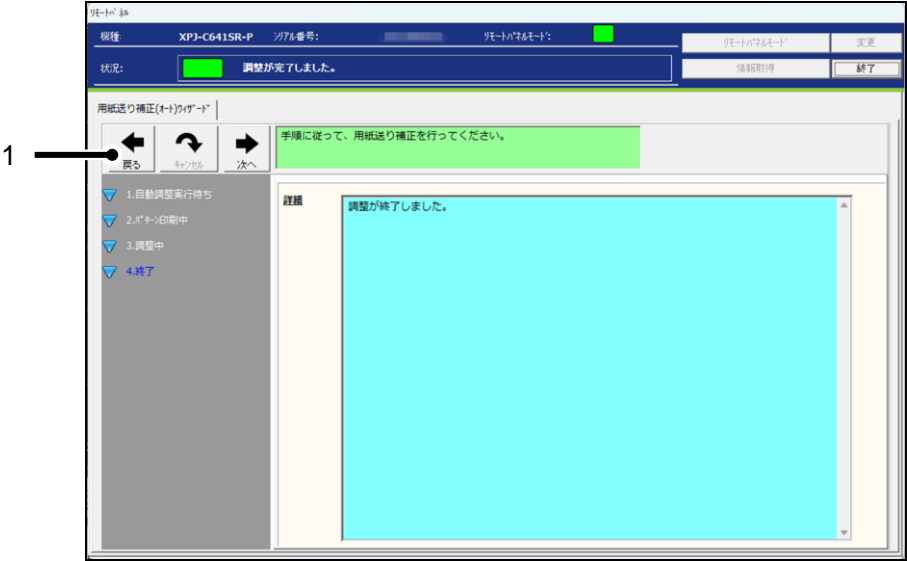 ﾘﾓｰﾄﾊﾟﾈﾙ
機種: XPJ-C641SR-P ｼﾘｱﾙ番号: ﾘﾓｰﾄﾊﾟﾈﾙﾓｰﾄﾞ:
ﾘﾓｰﾄﾊﾟﾈﾙﾓｰﾄﾞ 変更
状況: 調整が完了しました。
情報取得 終了
用紙送り補正(ｵｰﾄ)ｳｨｻﾞｰﾄﾞ
手順に従って、用紙送り補正を行ってください。
1
戻る ｷｬﾝｾﾙ 次へ
1.自動調整実行待ち
2.ﾊﾟﾀｰﾝ印刷中
3.調整中
4.終了
詳細
調整が終了しました。